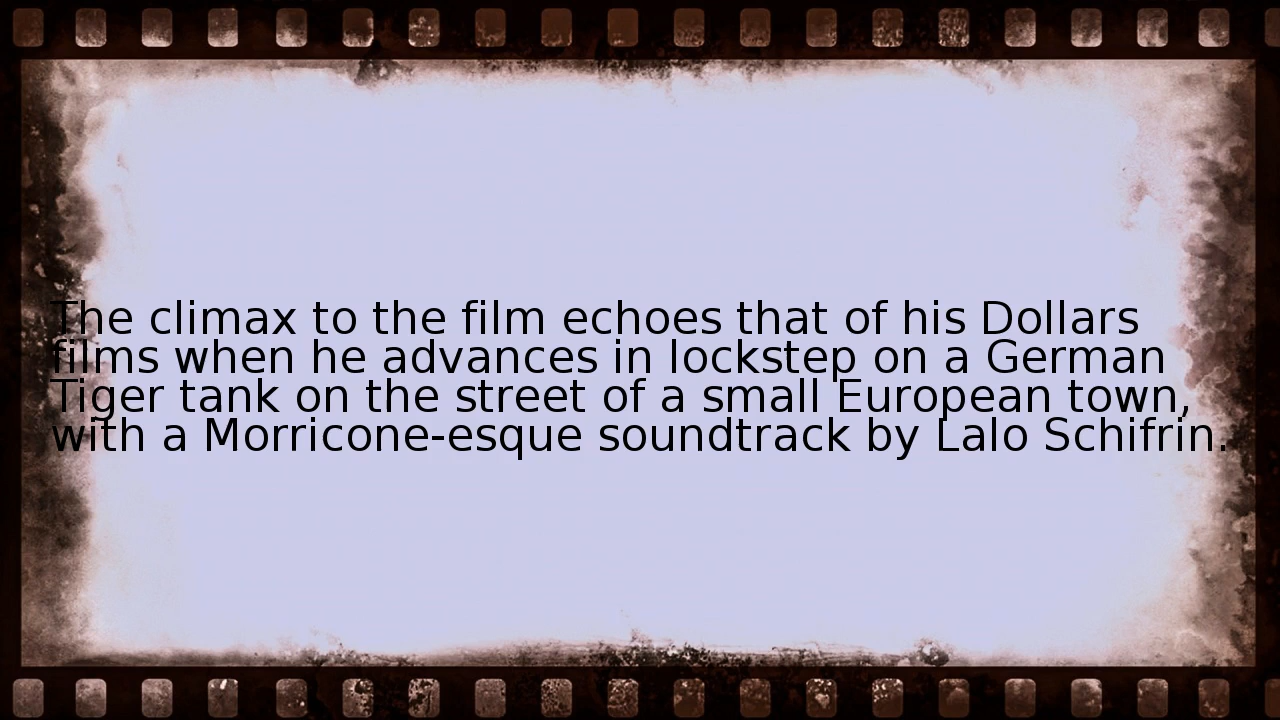 The climax to the film echoes that of his Dollars
films when he advances in lockstep on a German
Tiger tank on the street of a small European town,
with a Morricone-esque soundtrack by Lalo Schifrin.